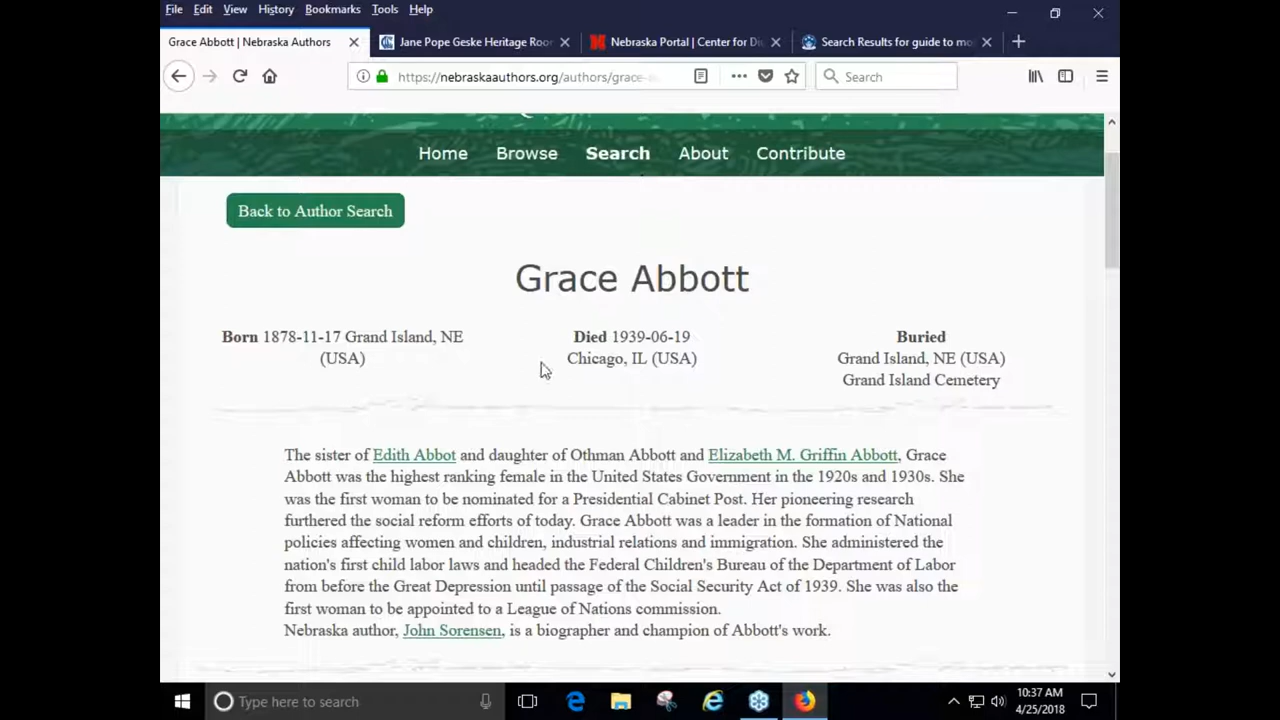 File Edit View History Bookmarks Tools Help
Grace Abbott | Nebraska Authors
Jane Pope Geske Heritage Roor
Nebraska Portal | Center for Di
Search Results for guide to mo
https://nebraskaauthors.org/authors/grace-a
Search
Home Browse Search About Contribute
Back to Author Search
Grace Abbott
Born 1878-11-17 Grand Island, NE
(USA)
Died 1939-06-19
Chicago, IL (USA)
Buried
Grand Island, NE (USA)
Grand Island Cemetery
The sister of Edith Abbot and daughter of Othman Abbott and Elizabeth M. Griffin Abbott, Grace
Abbott was the highest ranking female in the United States Government in the 1920s and 1930s. She
was the first woman to be nominated for a Presidential Cabinet Post. Her pioneering research
furthered the social reform efforts of today. Grace Abbott was a leader in the formation of National
policies affecting women and children, industrial relations and immigration. She administered the
nation's first child labor laws and headed the Federal Children's Bureau of the Department of Labor
from before the Great Depression until passage of the Social Security Act of 1939. She was also the
first woman to be appointed to a League of Nations commission.
Nebraska author, John Sorensen, is a biographer and champion of Abbott's work.
Type here to search
10:37 AM
4/25/2018